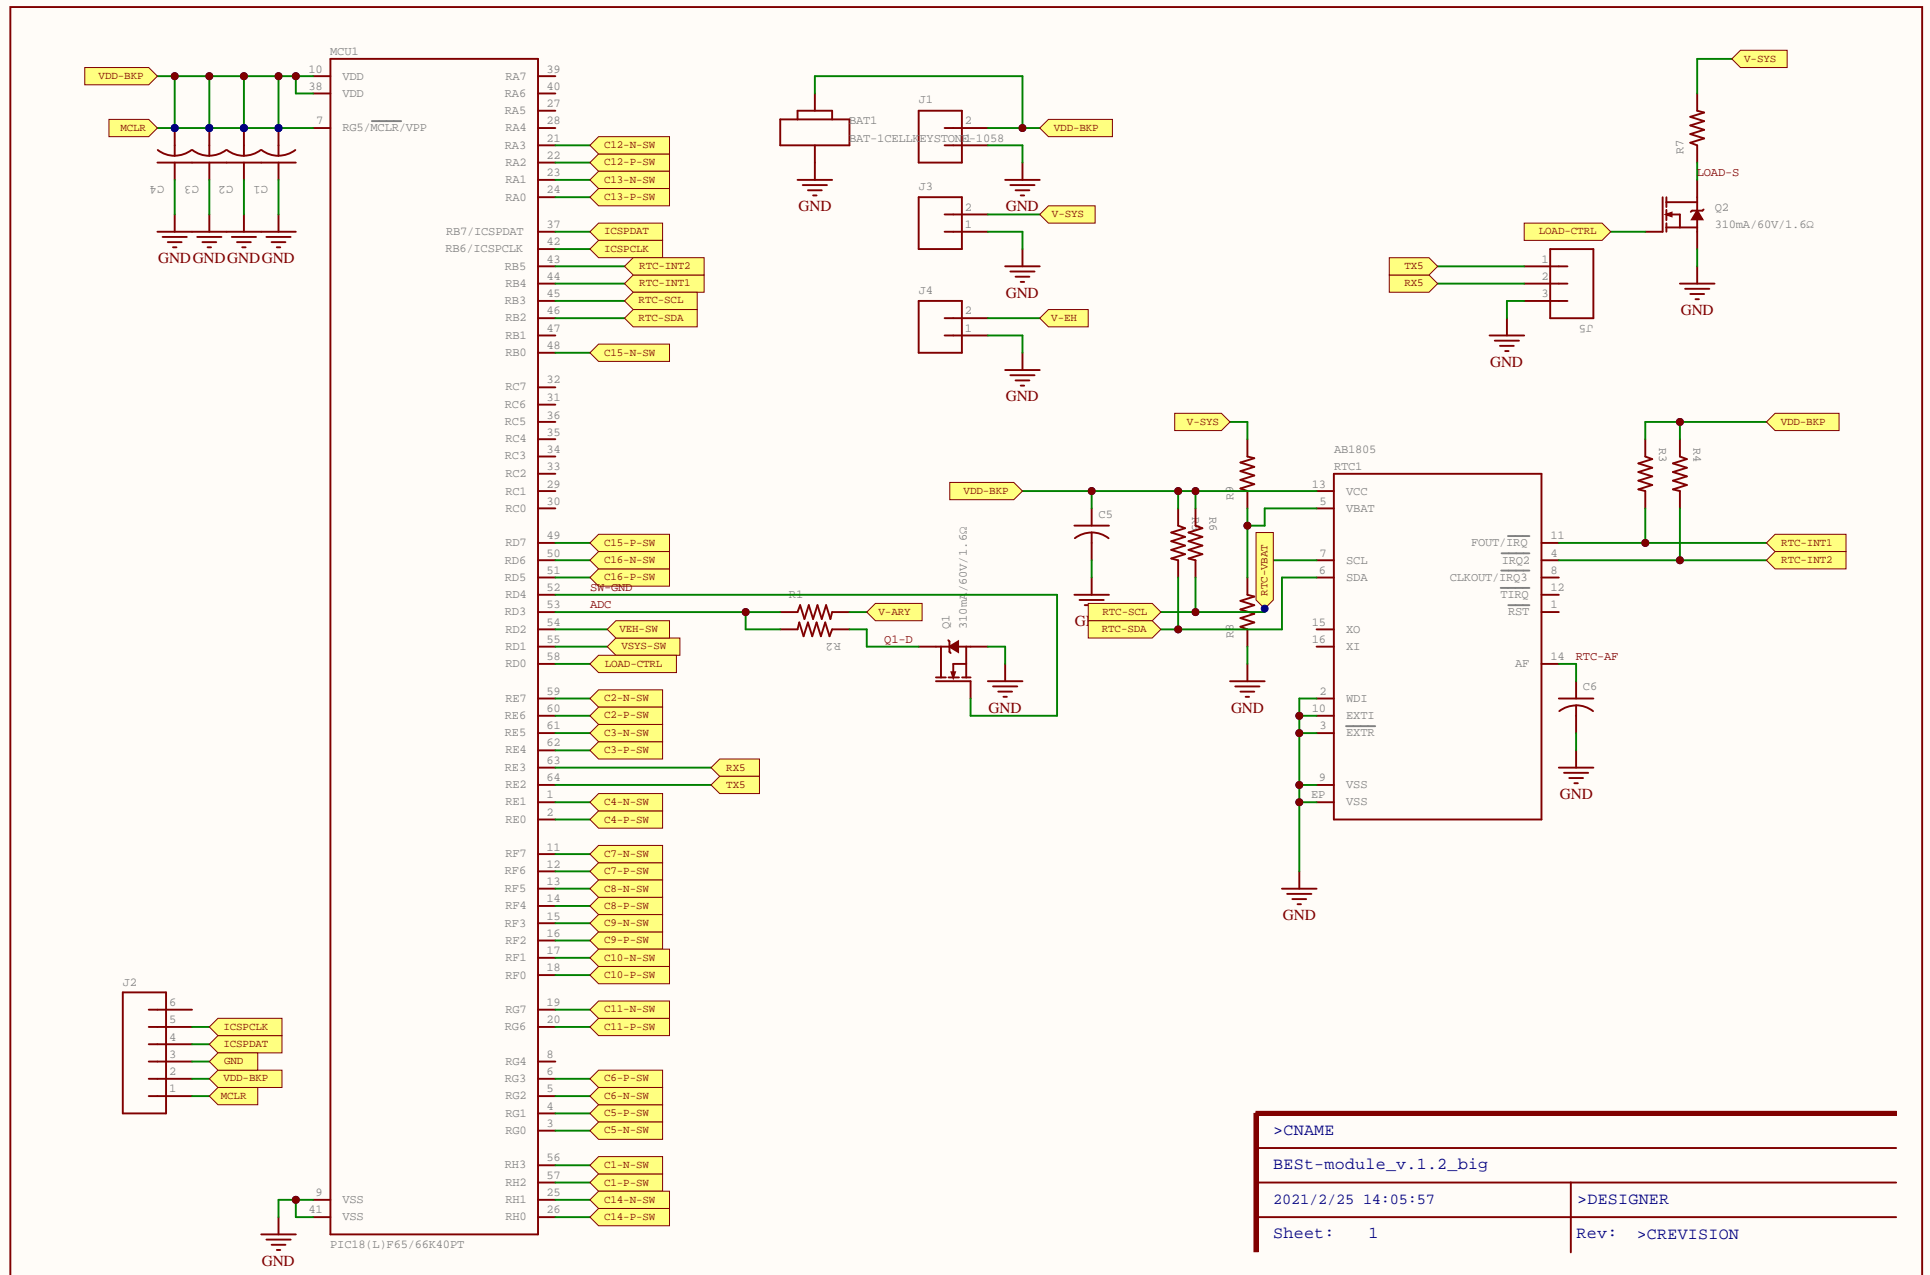 MCU1
VDD-BKP
MCLR
10 VDD
38 VDD
7 RG5/MCLR/VPP
C4 C3 C2 C1
GND GND GND GND
RA7 39
RA6 40
RA5 27
RA4 28
RA3 21 C12-N-SW
RA2 22 C12-P-SW
RA1 23 C13-N-SW
RA0 24 C13-P-SW
RB7/ICSPDAT 37 ICSPDAT
RB6/ICSPCLK 42 ICSPCLK
RB5 43 RTC-INT2
RB4 44 RTC-INT1
RB3 45 RTC-SCL
RB2 46 RTC-SDA
RB1 47
RB0 48 C15-N-SW
RC7 32
RC6 31
RC5 36
RC4 35
RC3 34
RC2 33
RC1 29
RC0 30
RD7 49 C15-P-SW
RD6 50 C16-N-SW
RD5 51 C16-P-SW
RD4 52 SW-GND
RD3 53 ADC
RD2 54 VEH-SW
RD1 55 VSYS-SW
RD0 58 LOAD-CTRL
RE7 59 C2-N-SW
RE6 60 C2-P-SW
RE5 61 C3-N-SW
RE4 62 C3-P-SW
RE3 63 RX5
RE2 64 TX5
RE1 1 C4-N-SW
RE0 2 C4-P-SW
RF7 11 C7-N-SW
RF6 12 C7-P-SW
RF5 13 C8-N-SW
RF4 14 C8-P-SW
RF3 15 C9-N-SW
RF2 16 C9-P-SW
RF1 17 C10-N-SW
RF0 18 C10-P-SW
RG7 19 C11-N-SW
RG6 20 C11-P-SW
RG4 8
RG3 6 C6-P-SW
RG2 5 C6-N-SW
RG1 4 C5-P-SW
RG0 3 C5-N-SW
RH3 56 C1-N-SW
RH2 57 C1-P-SW
RH1 25 C14-N-SW
RH0 26 C14-P-SW
9 VSS
41 VSS
GND
PIC18(L)F65/66K40PT
J2
6
5 ICSPCLK
4 ICSPDAT
3 GND
2 VDD-BKP
1 MCLR
BAT1
BAT-1CELLKEYSTONE-1058
GND
J1
2 VDD-BKP
GND
J3
2 V-SYS
1
GND
J4
2 V-EH
1
GND
R1
V-ARY
R2
Q1-D
Q1
310mA/60V/1.6Ω
GND
V-SYS
R7
LOAD-S
Q2
310mA/60V/1.6Ω
LOAD-CTRL
GND
TX5 1
RX5 2
3
J5
GND
V-SYS
R9
VDD-BKP
C5
R6
RTC-VBAT
RTC-SCL
RTC-SDA
R8
GND
AB1805
RTC1
13 VCC
5 VBAT
7 SCL
6 SDA
15 XO
16 XI
2 WDI
10 EXTI
3 EXTR
9 VSS
EP VSS
GND
FOUT/IRQ 11 RTC-INT1
IRQ2 4 RTC-INT2
CLKOUT/IRQ3 8
TIRQ 12
RST 1
AF 14 RTC-AF
C6
GND
VDD-BKP
R3 R4
>CNAME
BESt-module_v.1.2_big
2021/2/25 14:05:57 >DESIGNER
Sheet: 1 Rev: >CREVISION